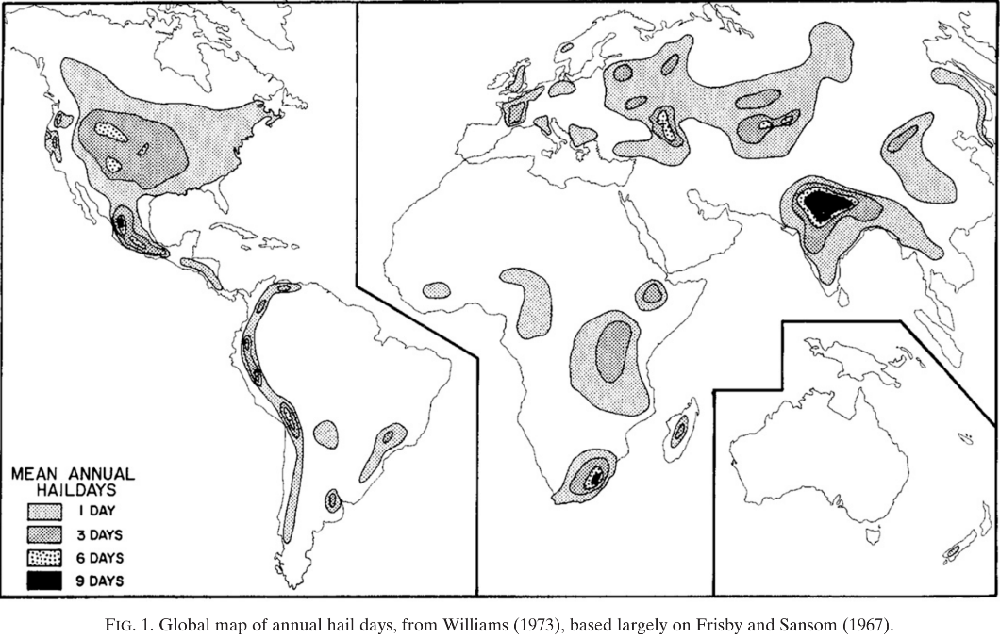 MEAN ANNUAL
HAILDAYS
1 DAY
3 DAYS
6 DAYS
9 DAYS
FIG. 1. Global map of annual hail days, from Williams (1973), based largely on Frisby and Sansom (1967).